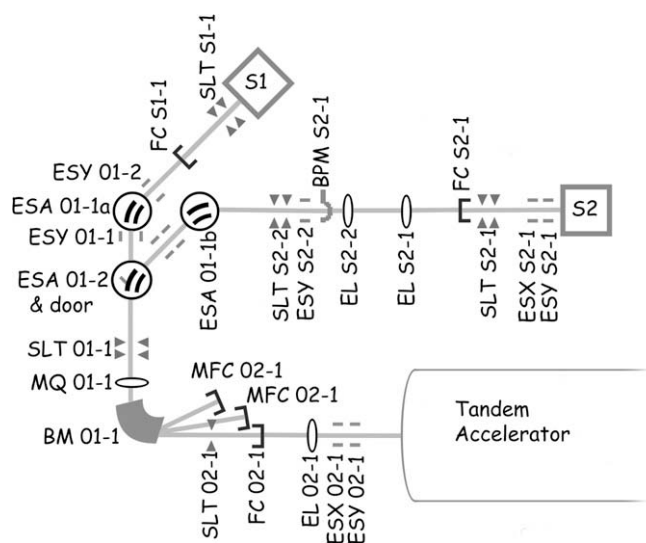 SLT S1-1
S1
FC S1-1
ESY 01-2
ESA 01-1a
ESY 01-1
ESA 01-2
& door
ESA 01-1b
SLT S2-2
ESY S2-2
BPM S2-1
EL S2-2
EL S2-1
FC S2-1
SLT S2-1
ESX S2-1
ESY S2-1
S2
SLT 01-1
MQ 01-1
BM 01-1
MFC 02-1
MFC 02-1
SLT 02-1
FC 02-1
EL 02-1
ESX 02-1
ESY 02-1
Tandem
Accelerator